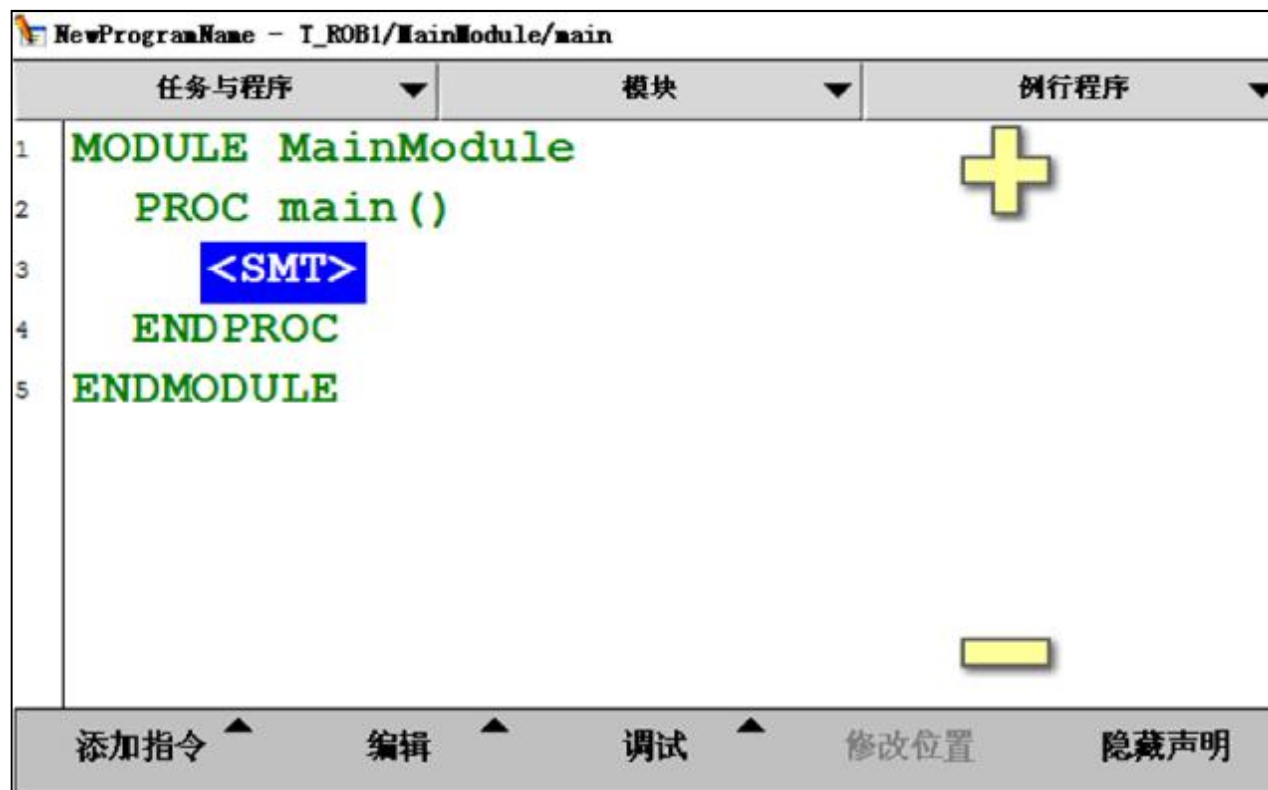 NewProgramName - T_ROB1/MainModule/main
任务与程序 模块 例行程序
1 MODULE MainModule
2 PROC main()
3 <SMT>
4 ENDPROC
5 ENDMODULE
添加指令 编辑 调试 修改位置 隐藏声明